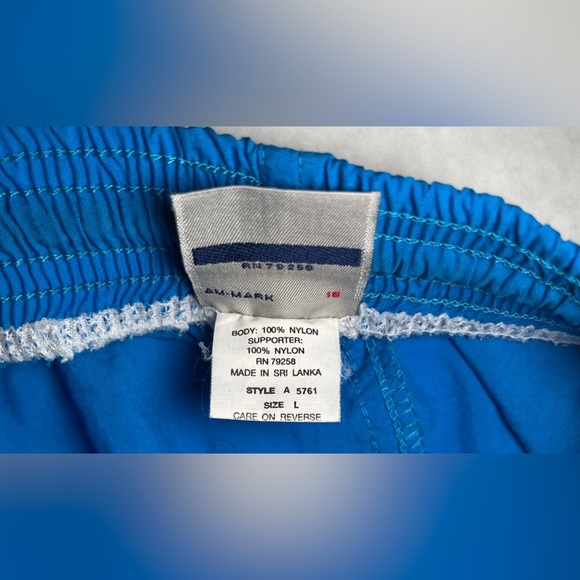 RN 79258
AM-MARK 16
BODY: 100% NYLON
SUPPORTER:
100% NYLON
RN 79258
MADE IN SRI LANKA
STYLE A 5761
SIZE L
CARE ON REVERSE